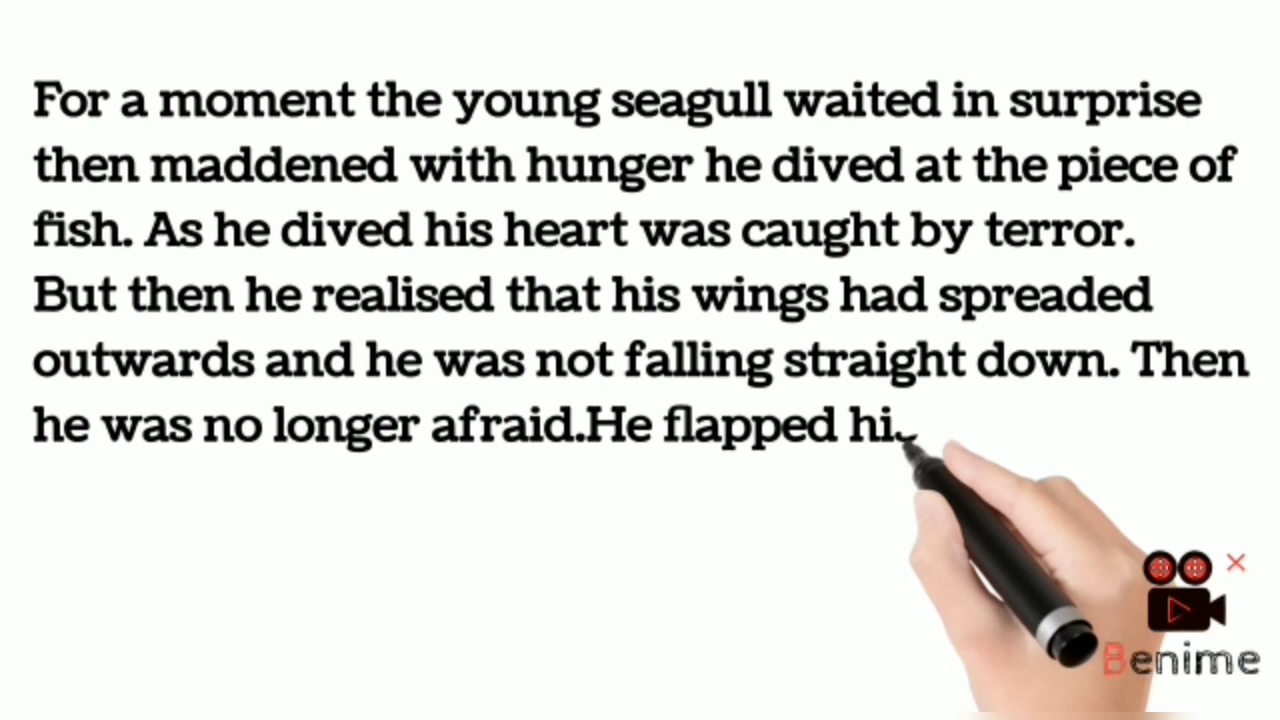 For a moment the young seagull waited in surprise
then maddened with hunger he dived at the piece of
fish. As he dived his heart was caught by terror.
But then he realised that his wings had spreaded
outwards and he was not falling straight down. Then
he was no longer afraid.He flapped hi
Benime